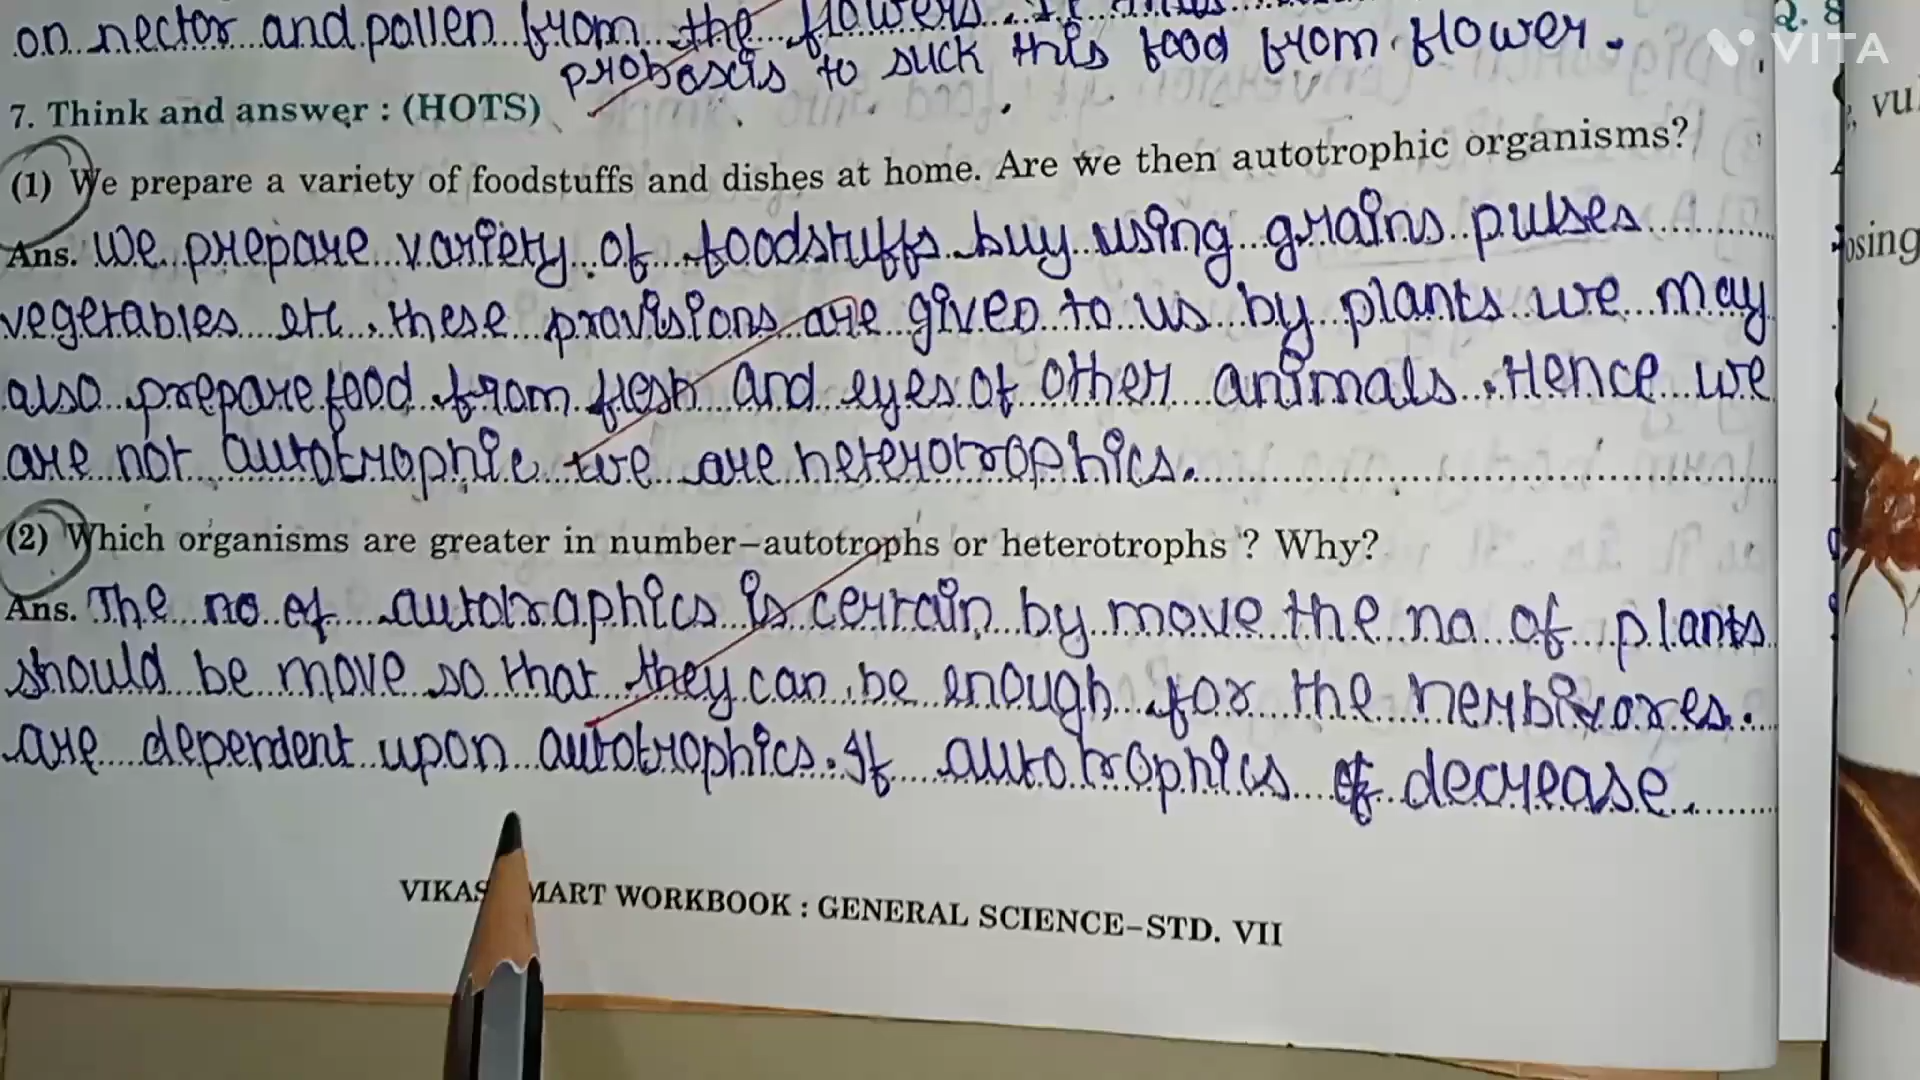 on nector and pollen from the flowers.
proboscis to suck this food from flower.
Q. 8
VITA
7. Think and answer : (HOTS)
(1) We prepare a variety of foodstuffs and dishes at home. Are we then autotrophic organisms?
Ans. We prepare variety of foodstuffs buy using grains pulses
vegetables etc. these provisions are given to us by plants we may
also prepare food from flesh and eyes of other animals. Hence we
are not autotrophic we are heterotrophics.
(2) Which organisms are greater in number–autotrophs or heterotrophs ? Why?
Ans. The no of autotraphics is certain by move the no of plants
should be move so that they can be enough for the herbivores.
are dependent upon autotrophics. If autotrophics of decrease
VIKAS MART WORKBOOK : GENERAL SCIENCE–STD. VII
vul
osing